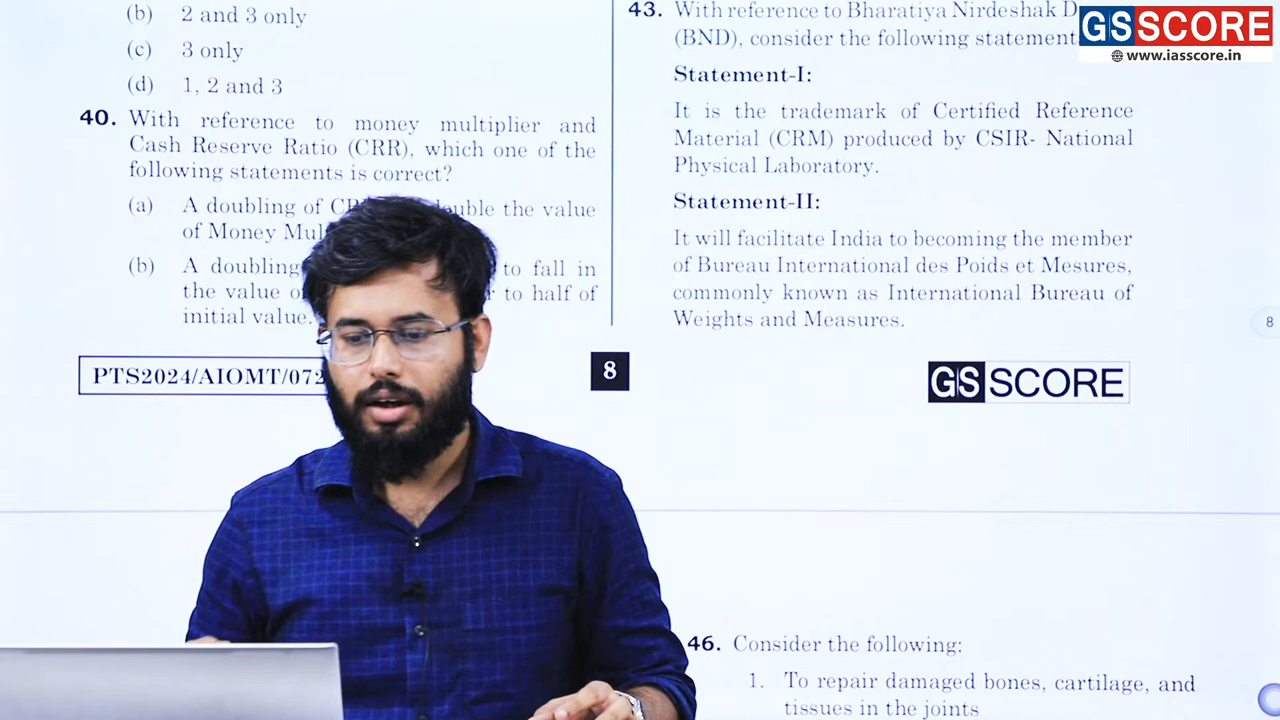 (b) 2 and 3 only
(c) 3 only
(d) 1, 2 and 3
40. With reference to money multiplier and
Cash Reserve Ratio (CRR), which one of the
following statements is correct?
(a) A doubling of double the value
of Money
(b) A doubling to fall in
the value to half of
initial value.
PTS2024/AIOMT/072
8
43. With reference to Bharatiya Nirdeshak
(BND), consider the following
Statement-I:
It is the trademark of Certified Reference
Material (CRM) produced by CSIR- National
Physical Laboratory.
Statement-II:
It will facilitate India to becoming the member
of Bureau International des Poids et Mesures,
commonly known as International Bureau of
Weights and Measures.
GS SCORE
46. Consider the following:
1. To repair damaged bones, cartilage, and
tissues in the joints
GSSCORE
www.iasscore.in
8